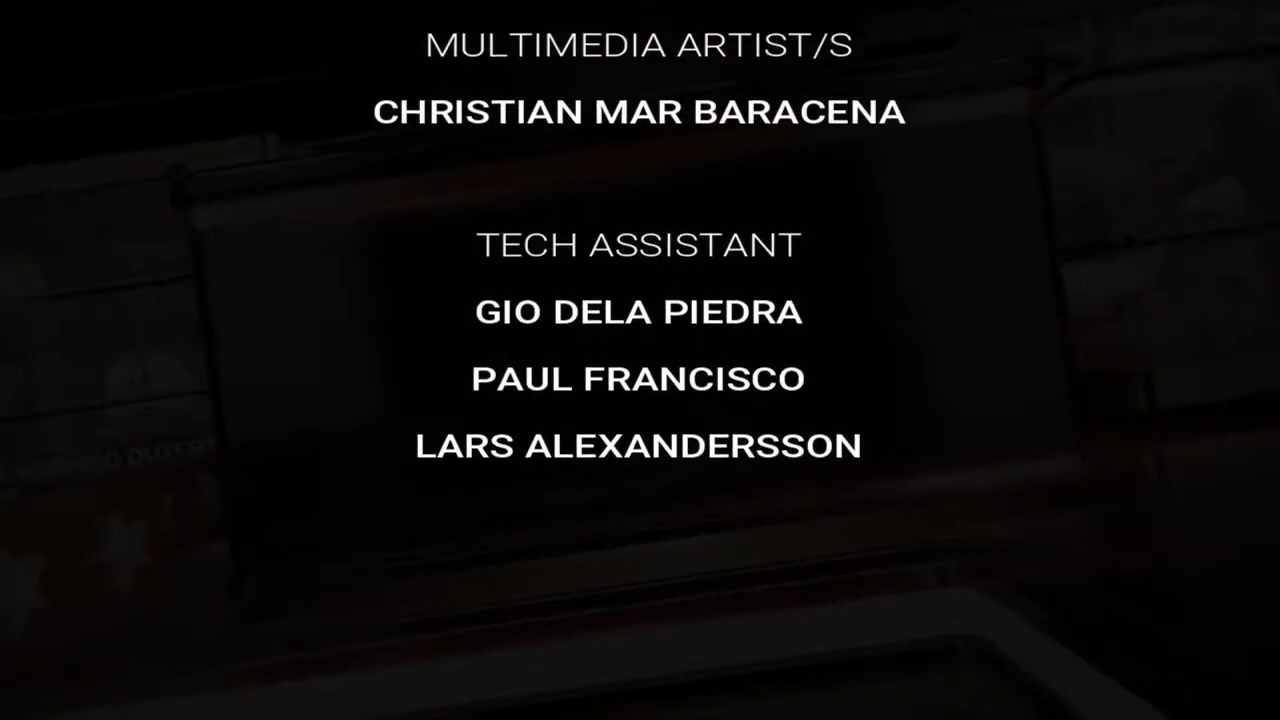 MULTIMEDIA ARTIST/S
CHRISTIAN MAR BARACENA
TECH ASSISTANT
GIO DELA PIEDRA
PAUL FRANCISCO
LARS ALEXANDERSSON